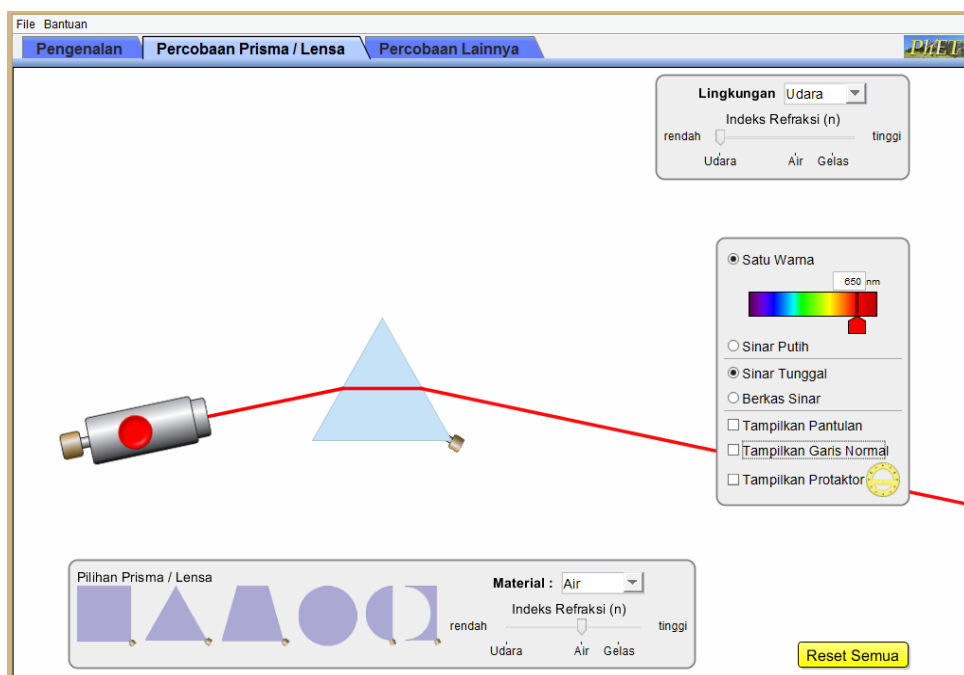 File Bantuan
Pengenalan Percobaan Prisma / Lensa Percobaan Lainnya PhET
Lingkungan Udara
Indeks Refraksi (n)
rendah tinggi
Udara Air Gelas
Satu Warna
650 nm
Sinar Putih
Sinar Tunggal
Berkas Sinar
Tampilkan Pantulan
Tampilkan Garis Normal
Tampilkan Protaktor
Pilihan Prisma / Lensa
Material : Air
Indeks Refraksi (n)
rendah tinggi
Udara Air Gelas
Reset Semua